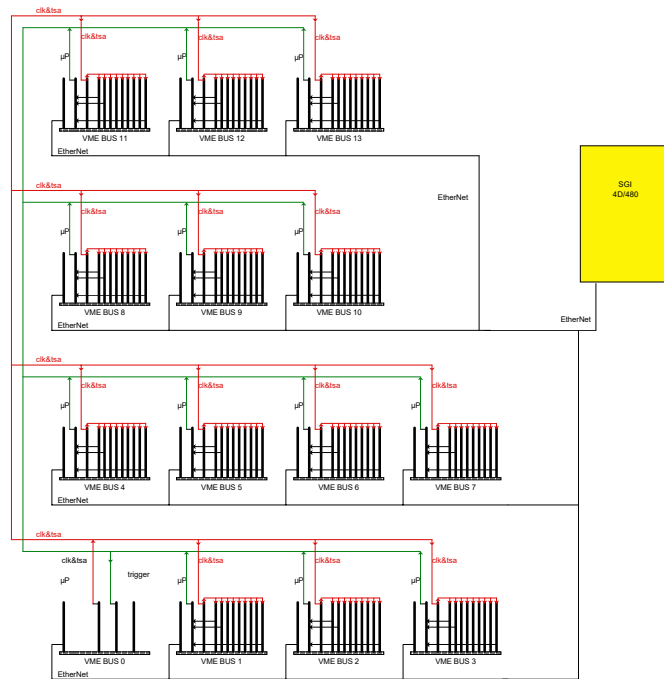 clk&tsa
clk&tsa
clk&tsa
µP
µP
µP
VME BUS 11
VME BUS 12
VME BUS 13
EtherNet
SGI
4D/480
clk&tsa
EtherNet
clk&tsa
clk&tsa
clk&tsa
µP
µP
µP
VME BUS 8
VME BUS 9
VME BUS 10
EtherNet
EtherNet
clk&tsa
clk&tsa
clk&tsa
clk&tsa
clk&tsa
µP
µP
µP
µP
VME BUS 4
VME BUS 5
VME BUS 6
VME BUS 7
EtherNet
clk&tsa
clk&tsa
clk&tsa
clk&tsa
clk&tsa
µP
trigger
µP
µP
µP
VME BUS 0
VME BUS 1
VME BUS 2
VME BUS 3
EtherNet